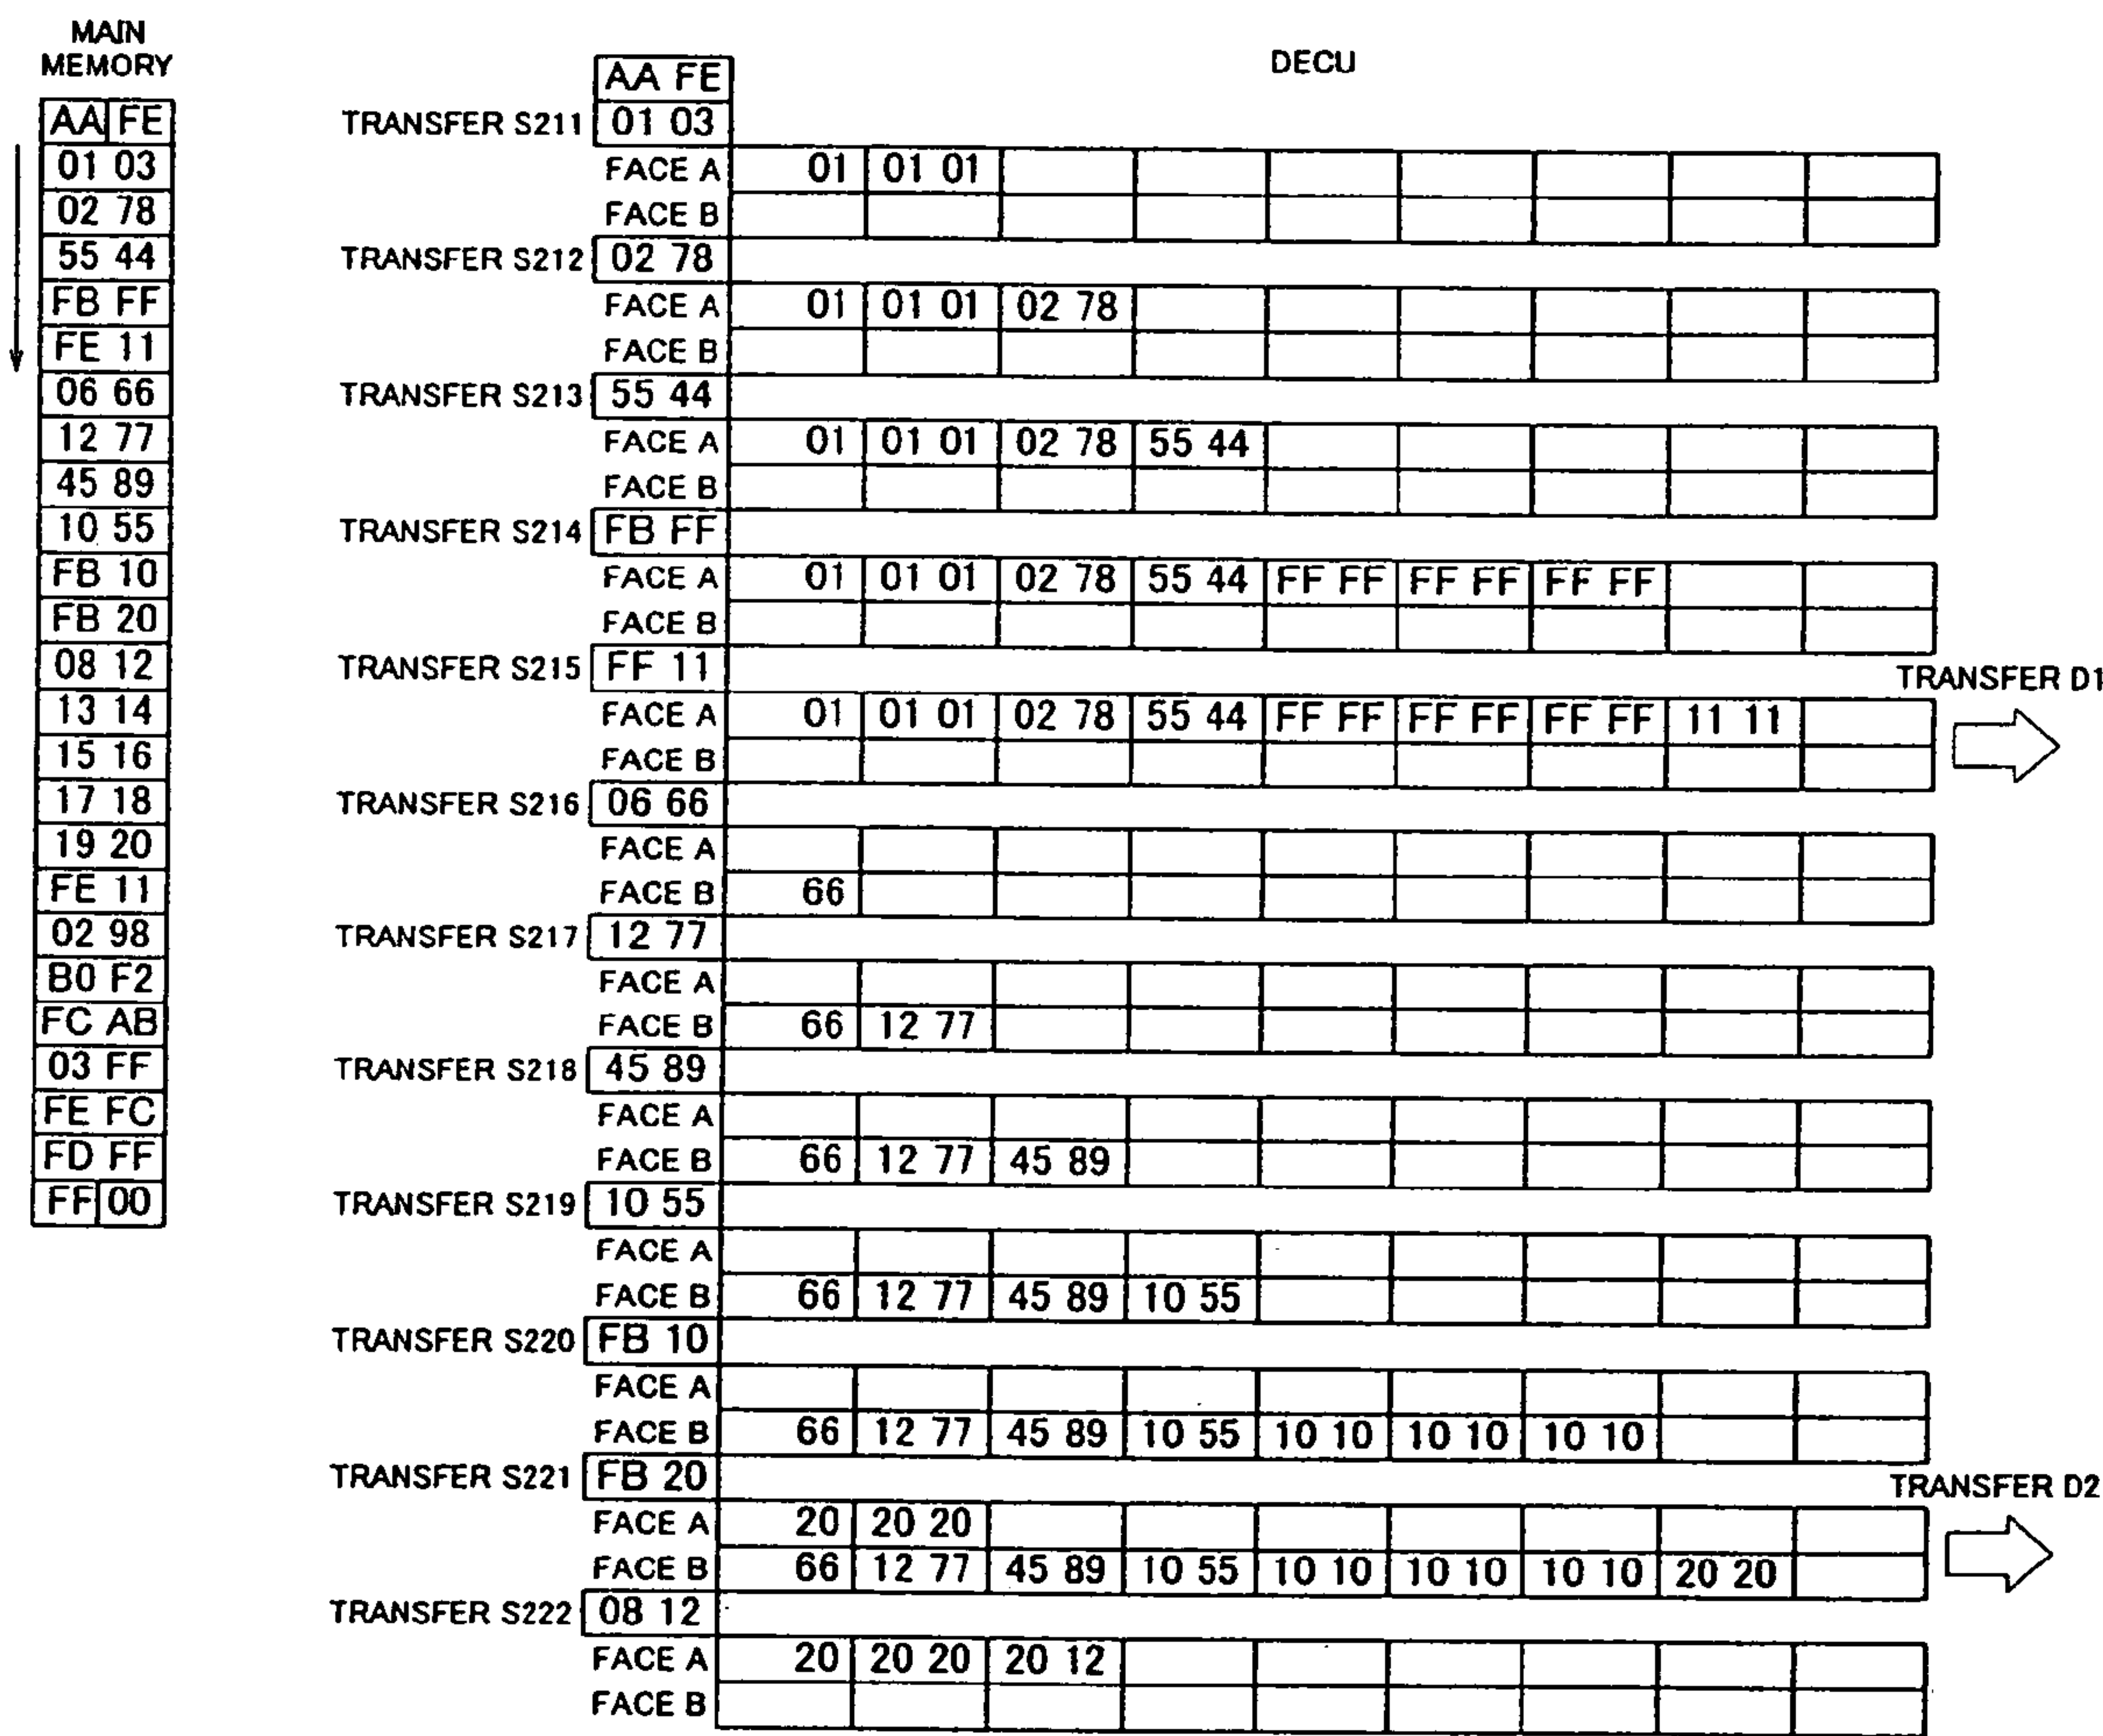 MAIN
MEMORY
AA FE
01 03
02 78
55 44
FB FF
FE 11
06 66
12 77
45 89
10 55
FB 10
FB 20
08 12
13 14
15 16
17 18
19 20
FE 11
02 98
B0 F2
FC AB
03 FF
FE FC
FD FF
FF 00
DECU
AA FE
TRANSFER S211 01 03
FACE A 01 01 01
FACE B
TRANSFER S212 02 78
FACE A 01 01 01 02 78
FACE B
TRANSFER S213 55 44
FACE A 01 01 01 02 78 55 44
FACE B
TRANSFER S214 FB FF
FACE A 01 01 01 02 78 55 44 FF FF FF FF FF FF
FACE B
TRANSFER S215 FF 11
TRANSFER D1
FACE A 01 01 01 02 78 55 44 FF FF FF FF FF FF 11 11
FACE B
TRANSFER S216 06 66
FACE A
FACE B 66
TRANSFER S217 12 77
FACE A
FACE B 66 12 77
TRANSFER S218 45 89
FACE A
FACE B 66 12 77 45 89
TRANSFER S219 10 55
FACE A
FACE B 66 12 77 45 89 10 55
TRANSFER S220 FB 10
FACE A
FACE B 66 12 77 45 89 10 55 10 10 10 10 10 10
TRANSFER S221 FB 20
TRANSFER D2
FACE A 20 20 20
FACE B 66 12 77 45 89 10 55 10 10 10 10 10 10 20 20
TRANSFER S222 08 12
FACE A 20 20 20 20 12
FACE B